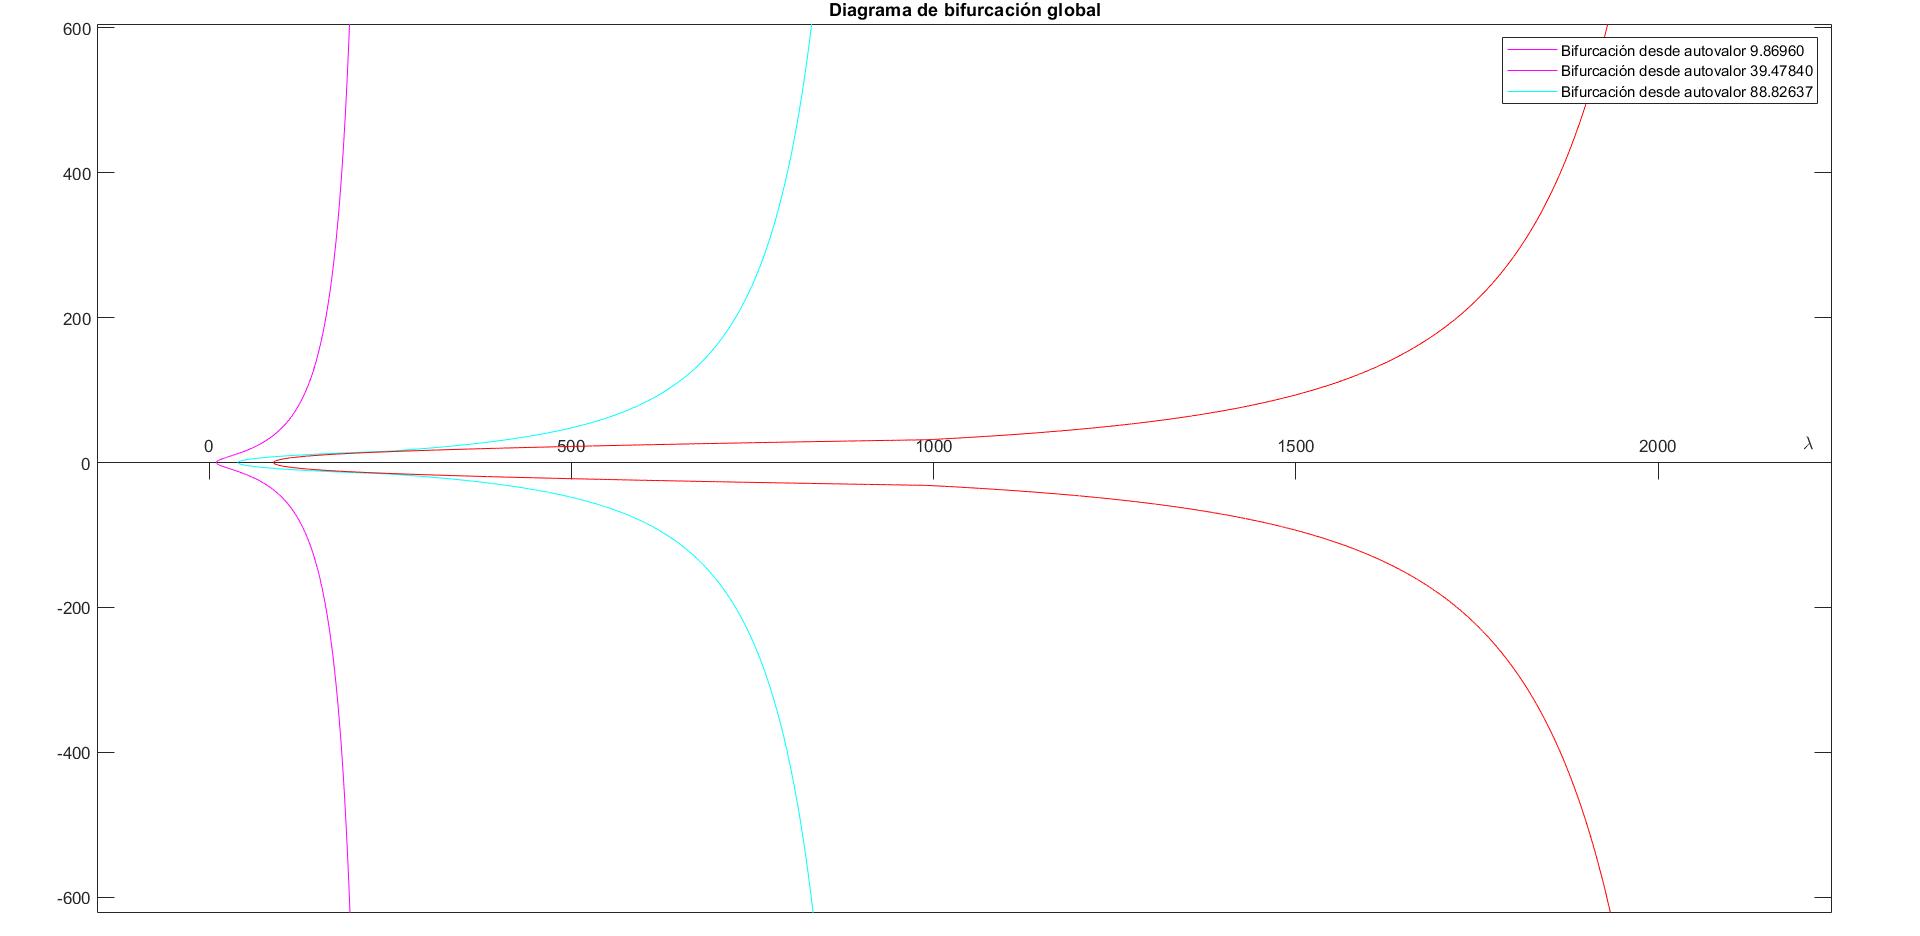 Diagrama de bifurcación global
600
400
200
0
-200
-400
-600
0
500
1000
1500
2000
λ
Bifurcación desde autovalor 9.86960
Bifurcación desde autovalor 39.47840
Bifurcación desde autovalor 88.82637